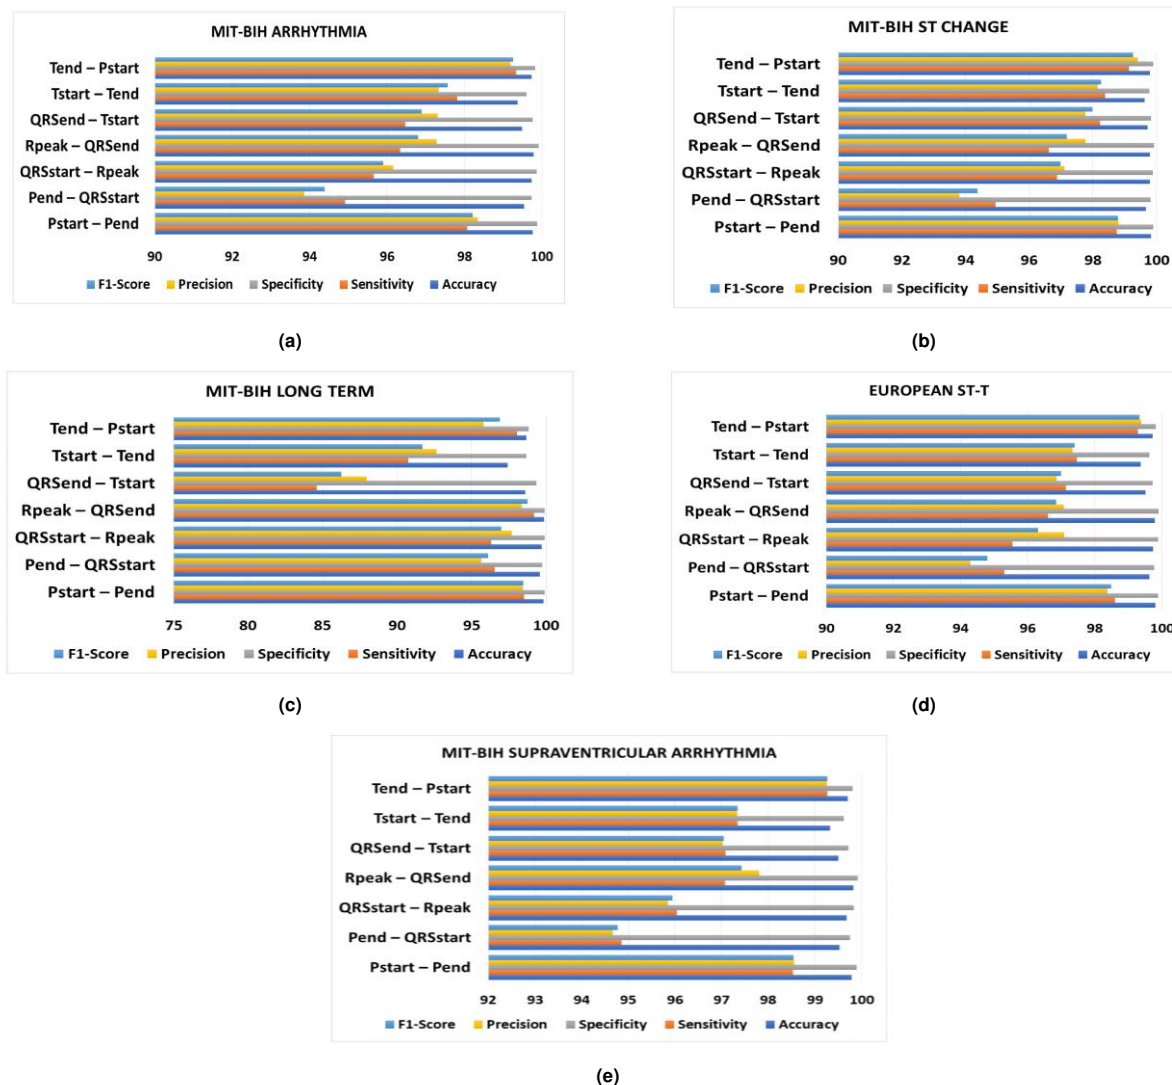 MIT-BIH ARRHYTHMIA
Tend – Pstart
Tstart – Tend
QRSend – Tstart
Rpeak – QRSend
QRSstart – Rpeak
Pend – QRSstart
Pstart – Pend
90 92 94 96 98 100
F1-Score Precision Specificity Sensitivity Accuracy
(a)
MIT-BIH ST CHANGE
Tend – Pstart
Tstart – Tend
QRSend – Tstart
Rpeak – QRSend
QRSstart – Rpeak
Pend – QRSstart
Pstart – Pend
90 92 94 96 98 100
F1-Score Precision Specificity Sensitivity Accuracy
(b)
MIT-BIH LONG TERM
Tend – Pstart
Tstart – Tend
QRSend – Tstart
Rpeak – QRSend
QRSstart – Rpeak
Pend – QRSstart
Pstart – Pend
75 80 85 90 95 100
F1-Score Precision Specificity Sensitivity Accuracy
(c)
EUROPEAN ST-T
Tend – Pstart
Tstart – Tend
QRSend – Tstart
Rpeak – QRSend
QRSstart – Rpeak
Pend – QRSstart
Pstart – Pend
90 92 94 96 98 100
F1-Score Precision Specificity Sensitivity Accuracy
(d)
MIT-BIH SUPRAVENTRICULAR ARRHYTHMIA
Tend – Pstart
Tstart – Tend
QRSend – Tstart
Rpeak – QRSend
QRSstart – Rpeak
Pend – QRSstart
Pstart – Pend
92 93 94 95 96 97 98 99 100
F1-Score Precision Specificity Sensitivity Accuracy
(e)